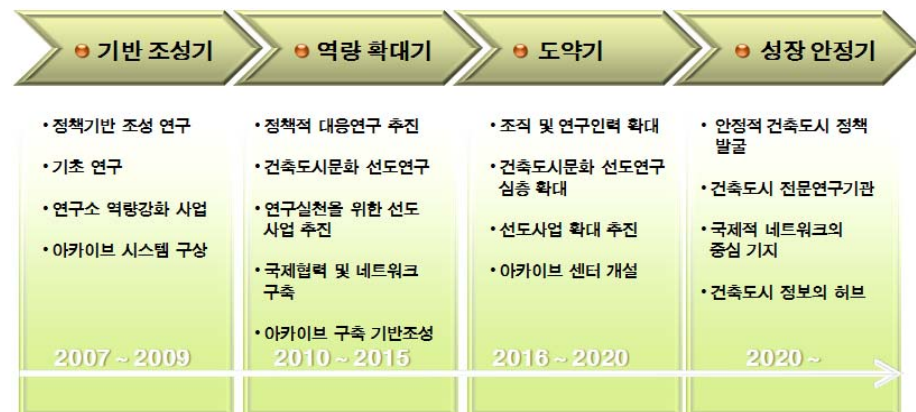 기반 조성기
역량 확대기
도약기
성장 안정기
• 정책기반 조성 연구
• 기초 연구
• 연구소 역량강화 사업
• 아카이브 시스템 구상
2007 ~ 2009
• 정책적 대응연구 추진
• 건축도시문화 선도연구
• 연구실천을 위한 선도
사업 추진
• 국제협력 및 네트워크
구축
• 아카이브 구축 기반조성
2010 ~ 2015
• 조직 및 연구인력 확대
• 건축도시문화 선도연구
심층 확대
• 선도사업 확대 추진
• 아카이브 센터 개설
2016 ~ 2020
• 안정적 건축도시 정책
발굴
• 건축도시 전문연구기관
• 국제적 네트워크의
중심 기지
• 건축도시 정보의 허브
2020 ~